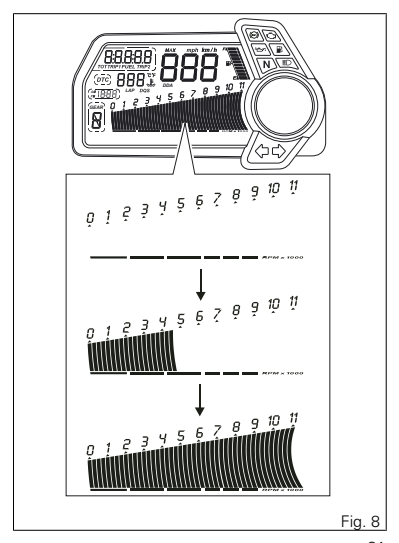 88888
TOTTRIP1 FUEL TRIP2
MAX mph km/h
DTC
888 °C°F
888
LAP DQS
DDA
GEAR
N
0 1 2 3 4 5 6 7 8 9 10 11
0 1 2 3 4 5 6 7 8 9 10 11
RPM x 1000
0 1 2 3 4 5 6 7 8 9 10 11
RPM x 1000
0 1 2 3 4 5 6 7 8 9 10 11
RPM x 1000
Fig. 8